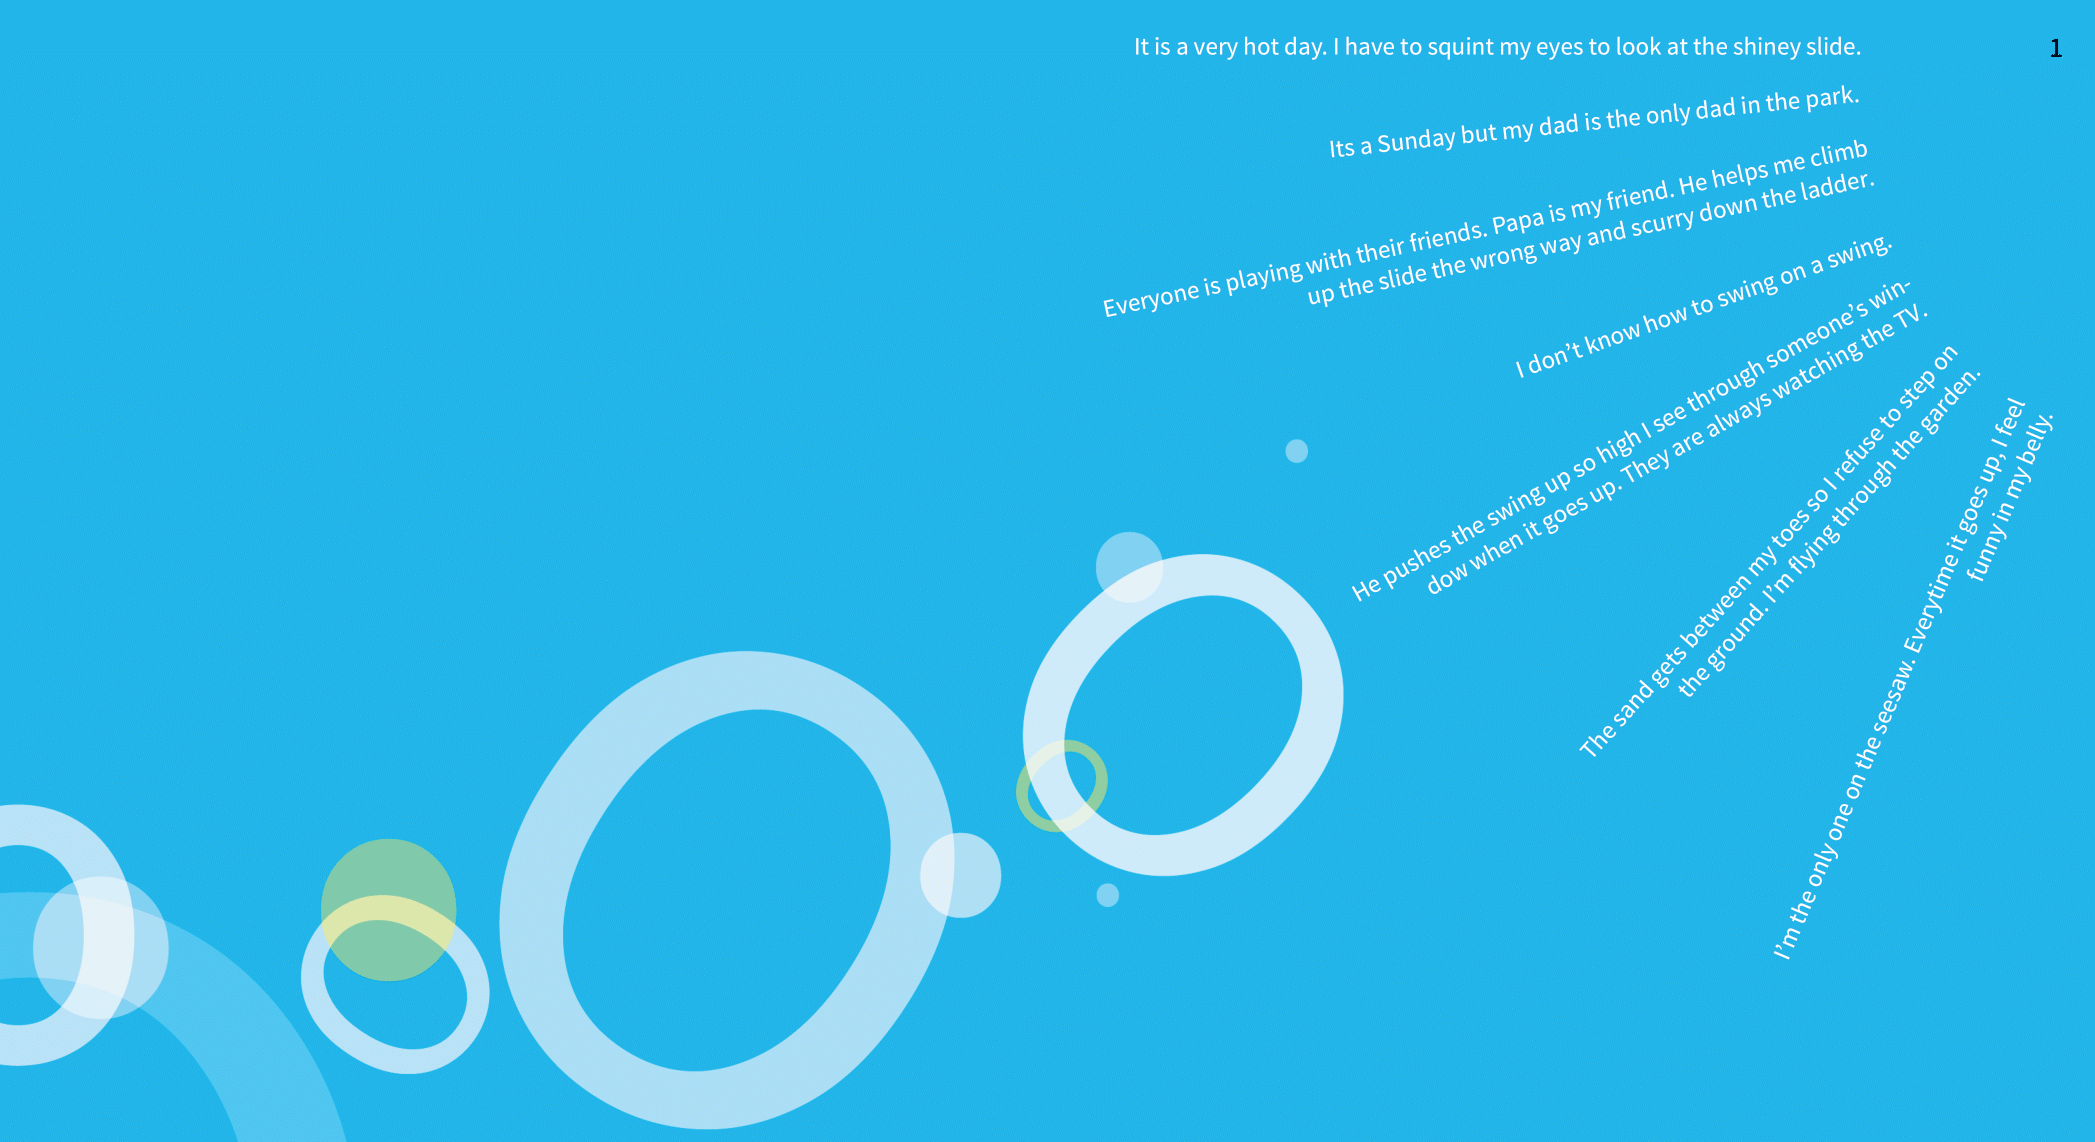 It is a very hot day. I have to squint my eyes to look at the shiney slide.
1
Its a Sunday but my dad is the only dad in the park.
Everyone is playing with their friends. Papa is my friend. He helps me climb
up the slide the wrong way and scurry down the ladder.
I don’t know how to swing on a swing.
He pushes the swing up so high I see through someone’s win-
dow when it goes up. They are always watching the TV.
The sand gets between my toes so I refuse to step on
the ground. I’m flying through the garden.
I’m the only one on the seesaw. Everytime it goes up, I feel
funny in my belly.